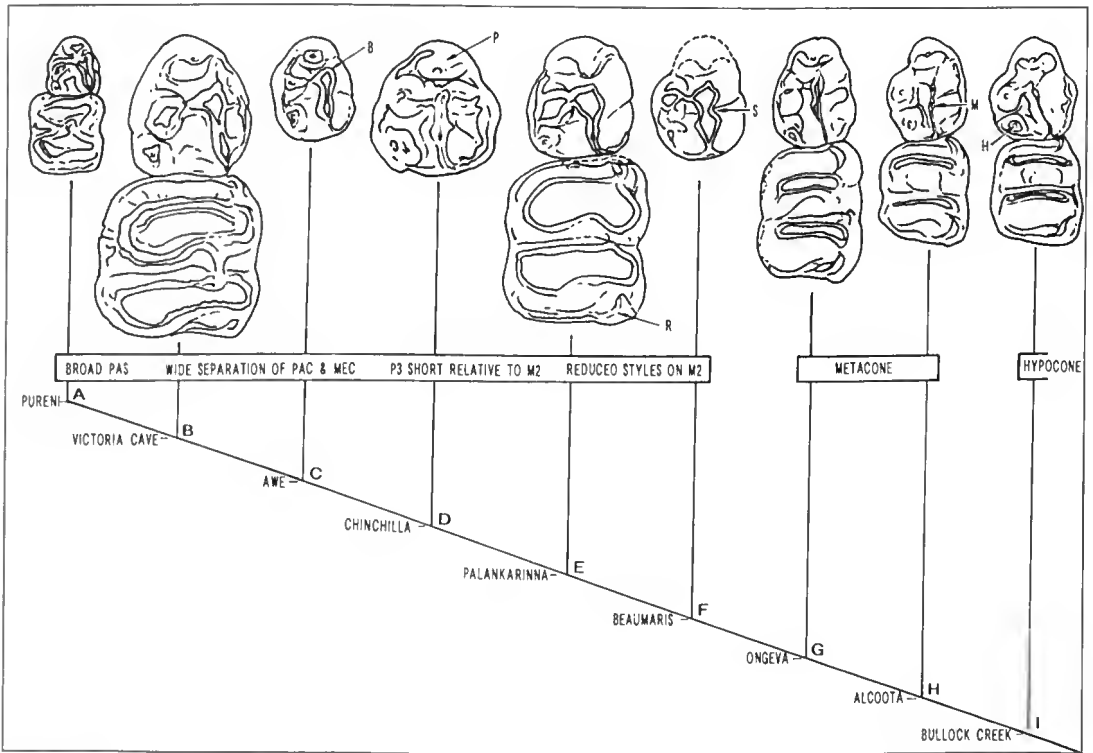 B
P
S
M
H
R
BROAD PAS WIDE SEPARATION OF PAC & MEC P3 SHORT RELATIVE TO M2 REDUCED STYLES ON M2
METACONE
HYPOCONE
PURENI A
VICTORIA CAVE B
AWE C
CHINCHILLA D
PALANKARINNA E
BEAUMARIS F
ONGEVA G
ALCOOTA H
BULLOCK CREEK I